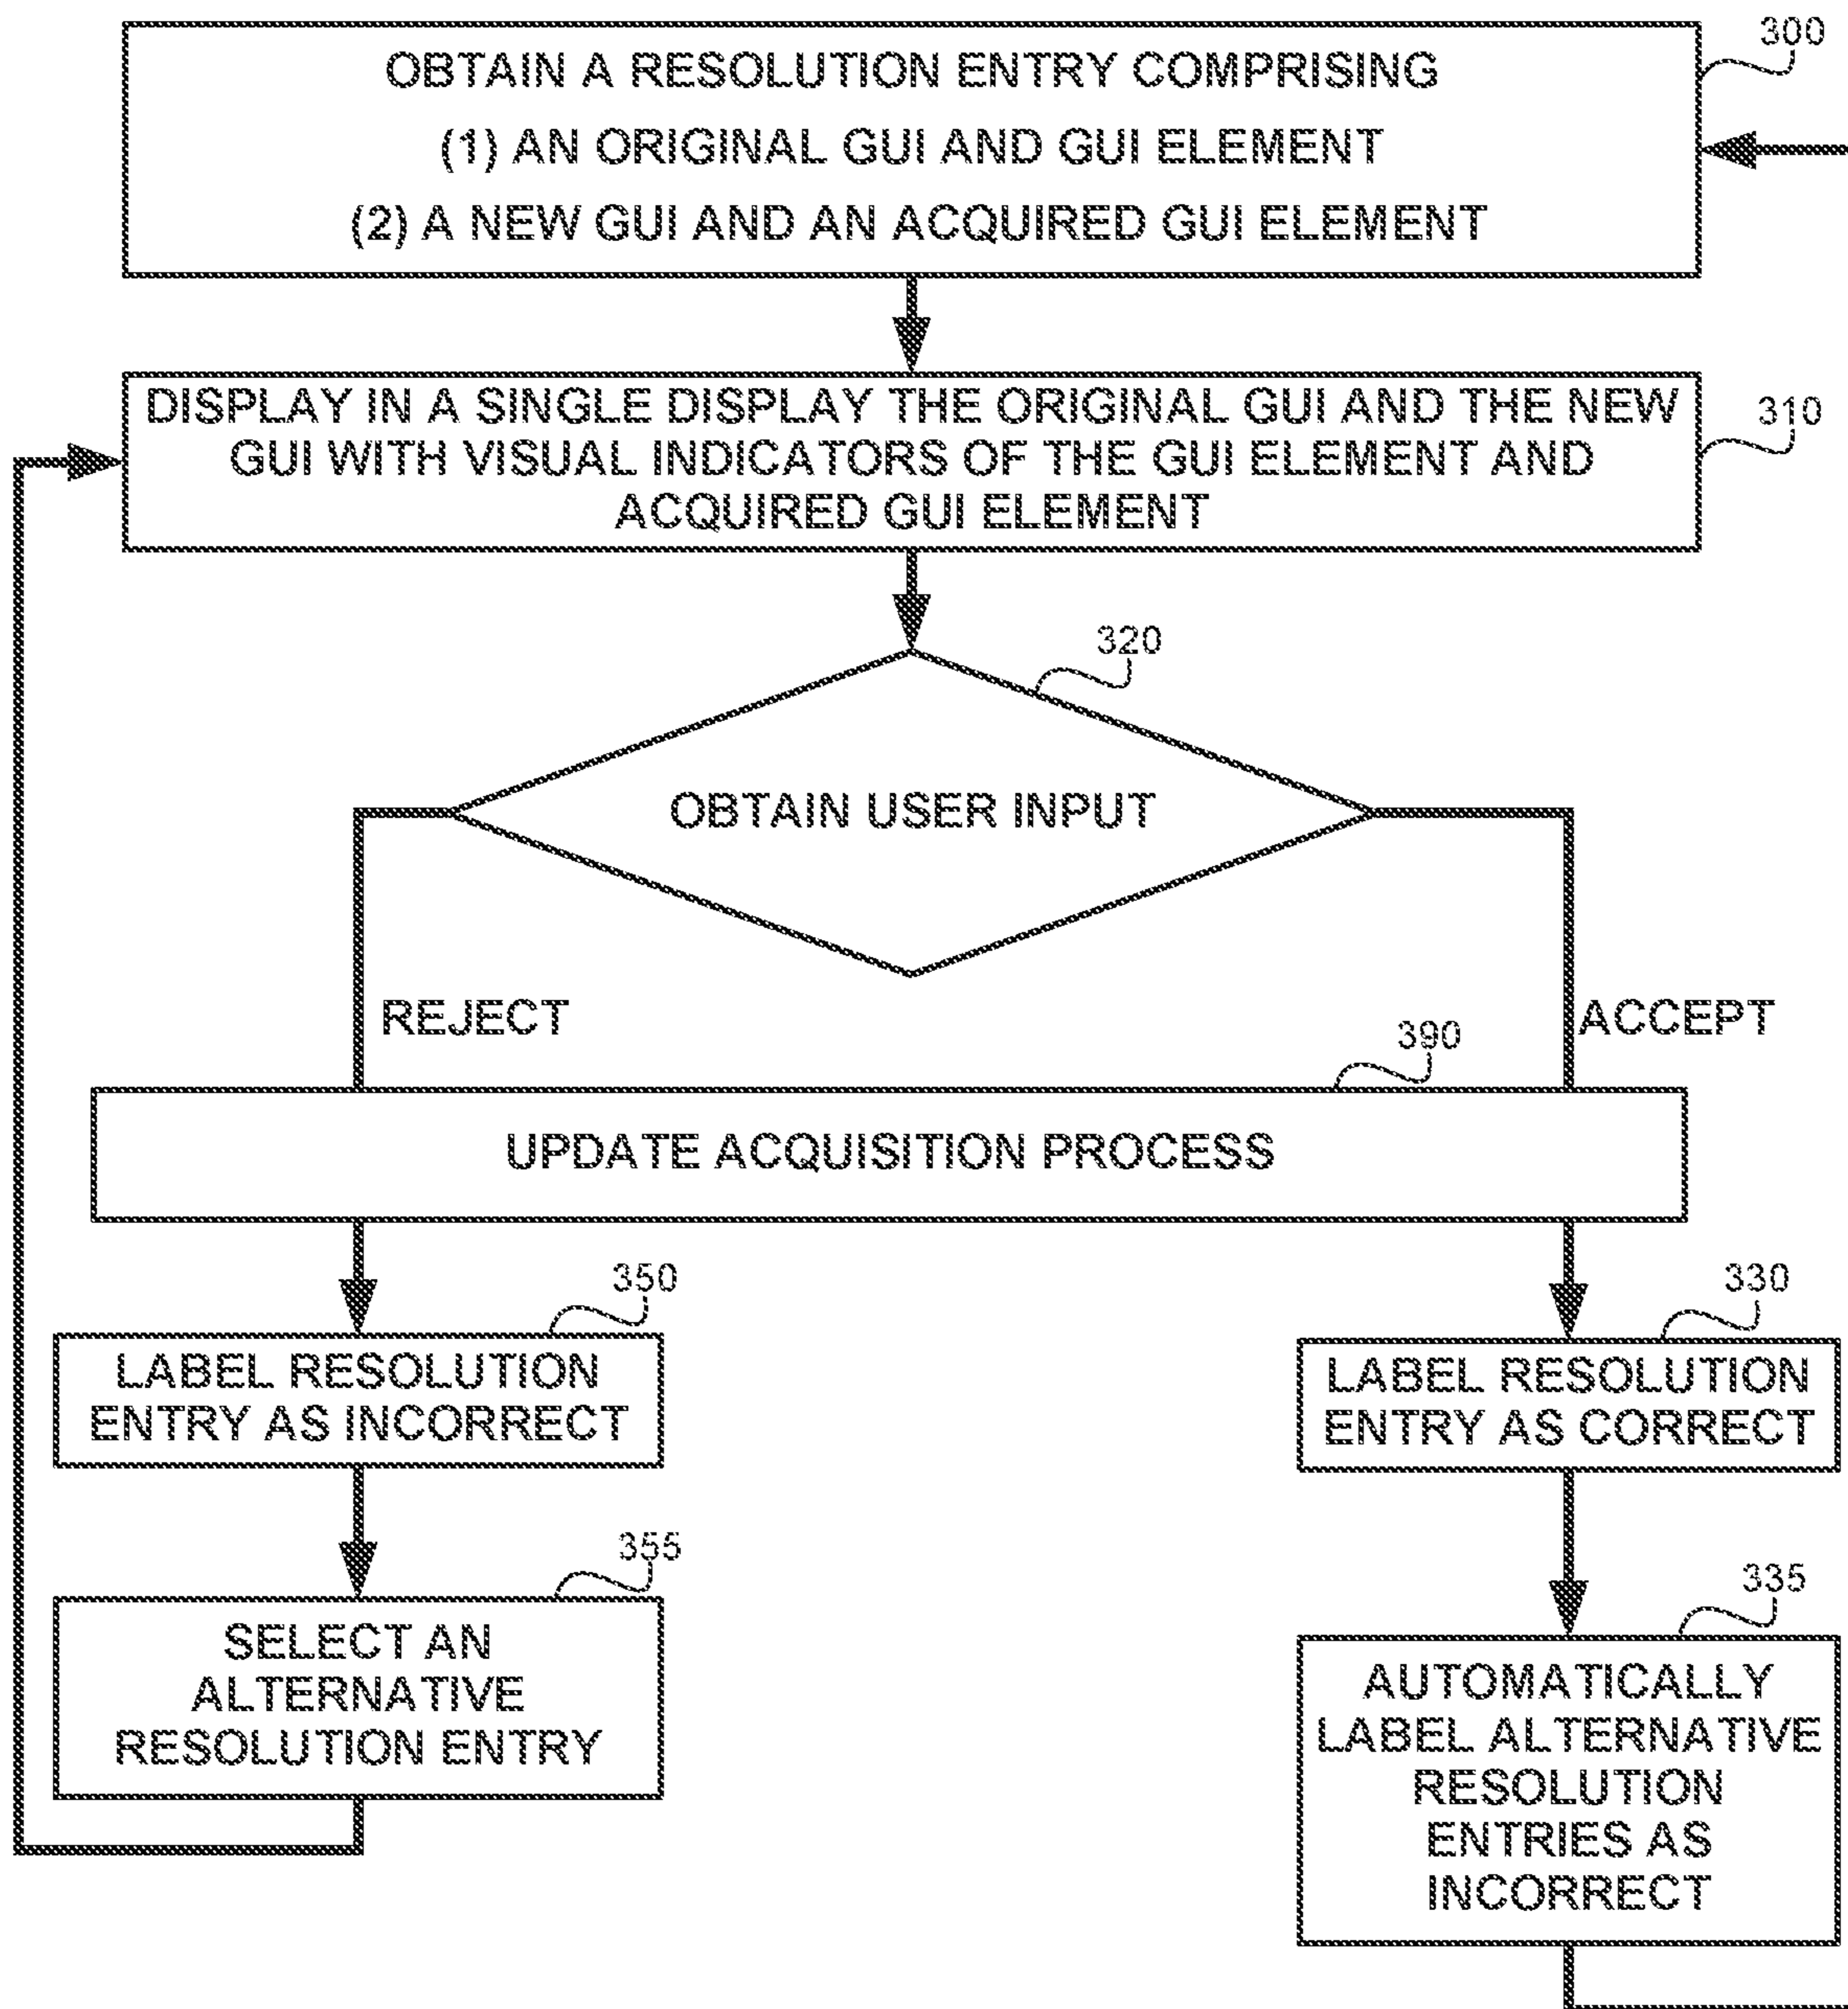 300
OBTAIN A RESOLUTION ENTRY COMPRISING
(1) AN ORIGINAL GUI AND GUI ELEMENT
(2) A NEW GUI AND AN ACQUIRED GUI ELEMENT
310
DISPLAY IN A SINGLE DISPLAY THE ORIGINAL GUI AND THE NEW
GUI WITH VISUAL INDICATORS OF THE GUI ELEMENT AND
ACQUIRED GUI ELEMENT
320
OBTAIN USER INPUT
REJECT
ACCEPT
390
UPDATE ACQUISITION PROCESS
350
LABEL RESOLUTION
ENTRY AS INCORRECT
330
LABEL RESOLUTION
ENTRY AS CORRECT
355
SELECT AN
ALTERNATIVE
RESOLUTION ENTRY
335
AUTOMATICALLY
LABEL ALTERNATIVE
RESOLUTION
ENTRIES AS
INCORRECT